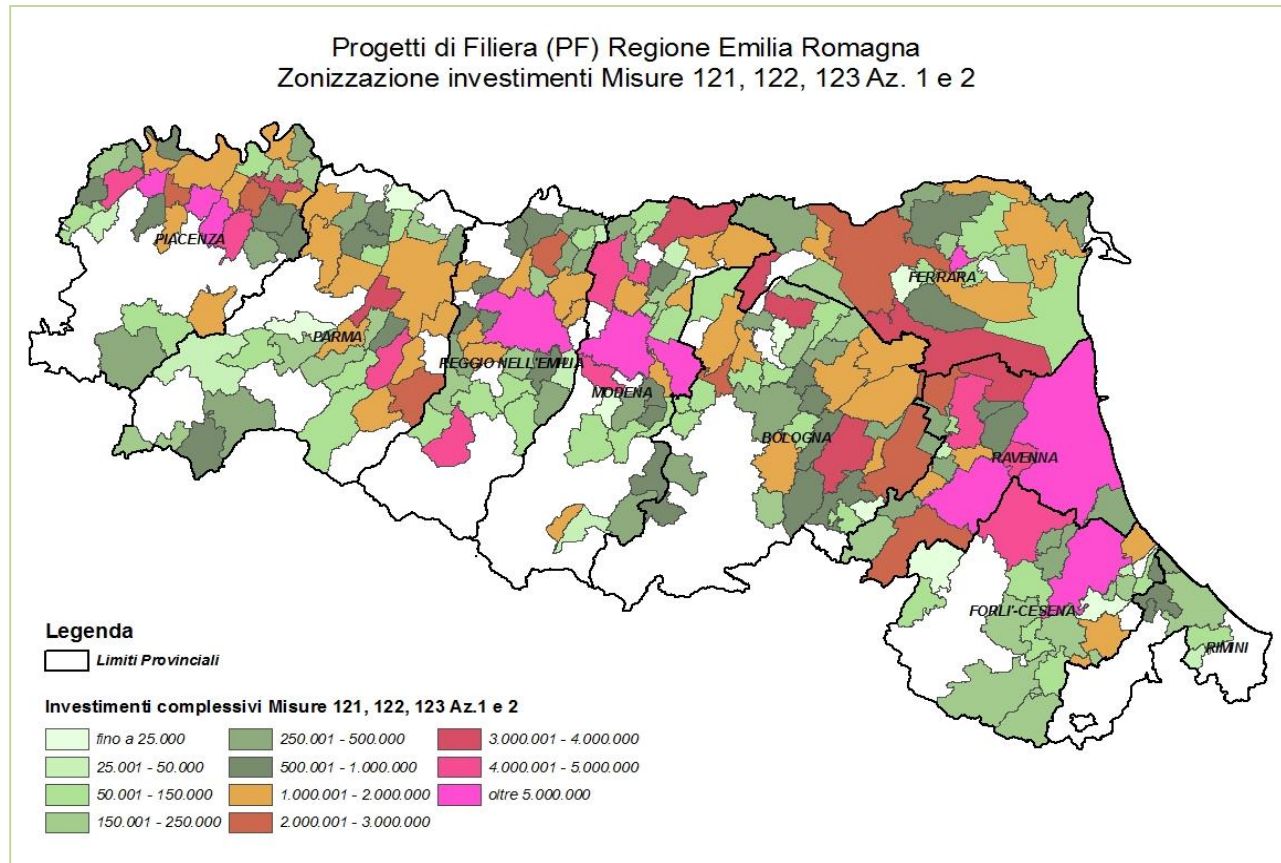 Progetti di Filiera (PF) Regione Emilia Romagna
Zonizzazione investimenti Misure 121, 122, 123 Az. 1 e 2
PIACENZA
FERRARA
PARMA
REGGIO NELL'EMILIA
MODENA
BOLOGNA
RAVENNA
FORLI'-CESENA
RIMINI
Legenda
Limiti Provinciali
Investimenti complessivi Misure 121, 122, 123 Az.1 e 2
fino a 25.000
25.001 - 50.000
50.001 - 150.000
150.001 - 250.000
250.001 - 500.000
500.001 - 1.000.000
1.000.001 - 2.000.000
2.000.001 - 3.000.000
3.000.001 - 4.000.000
4.000.001 - 5.000.000
oltre 5.000.000